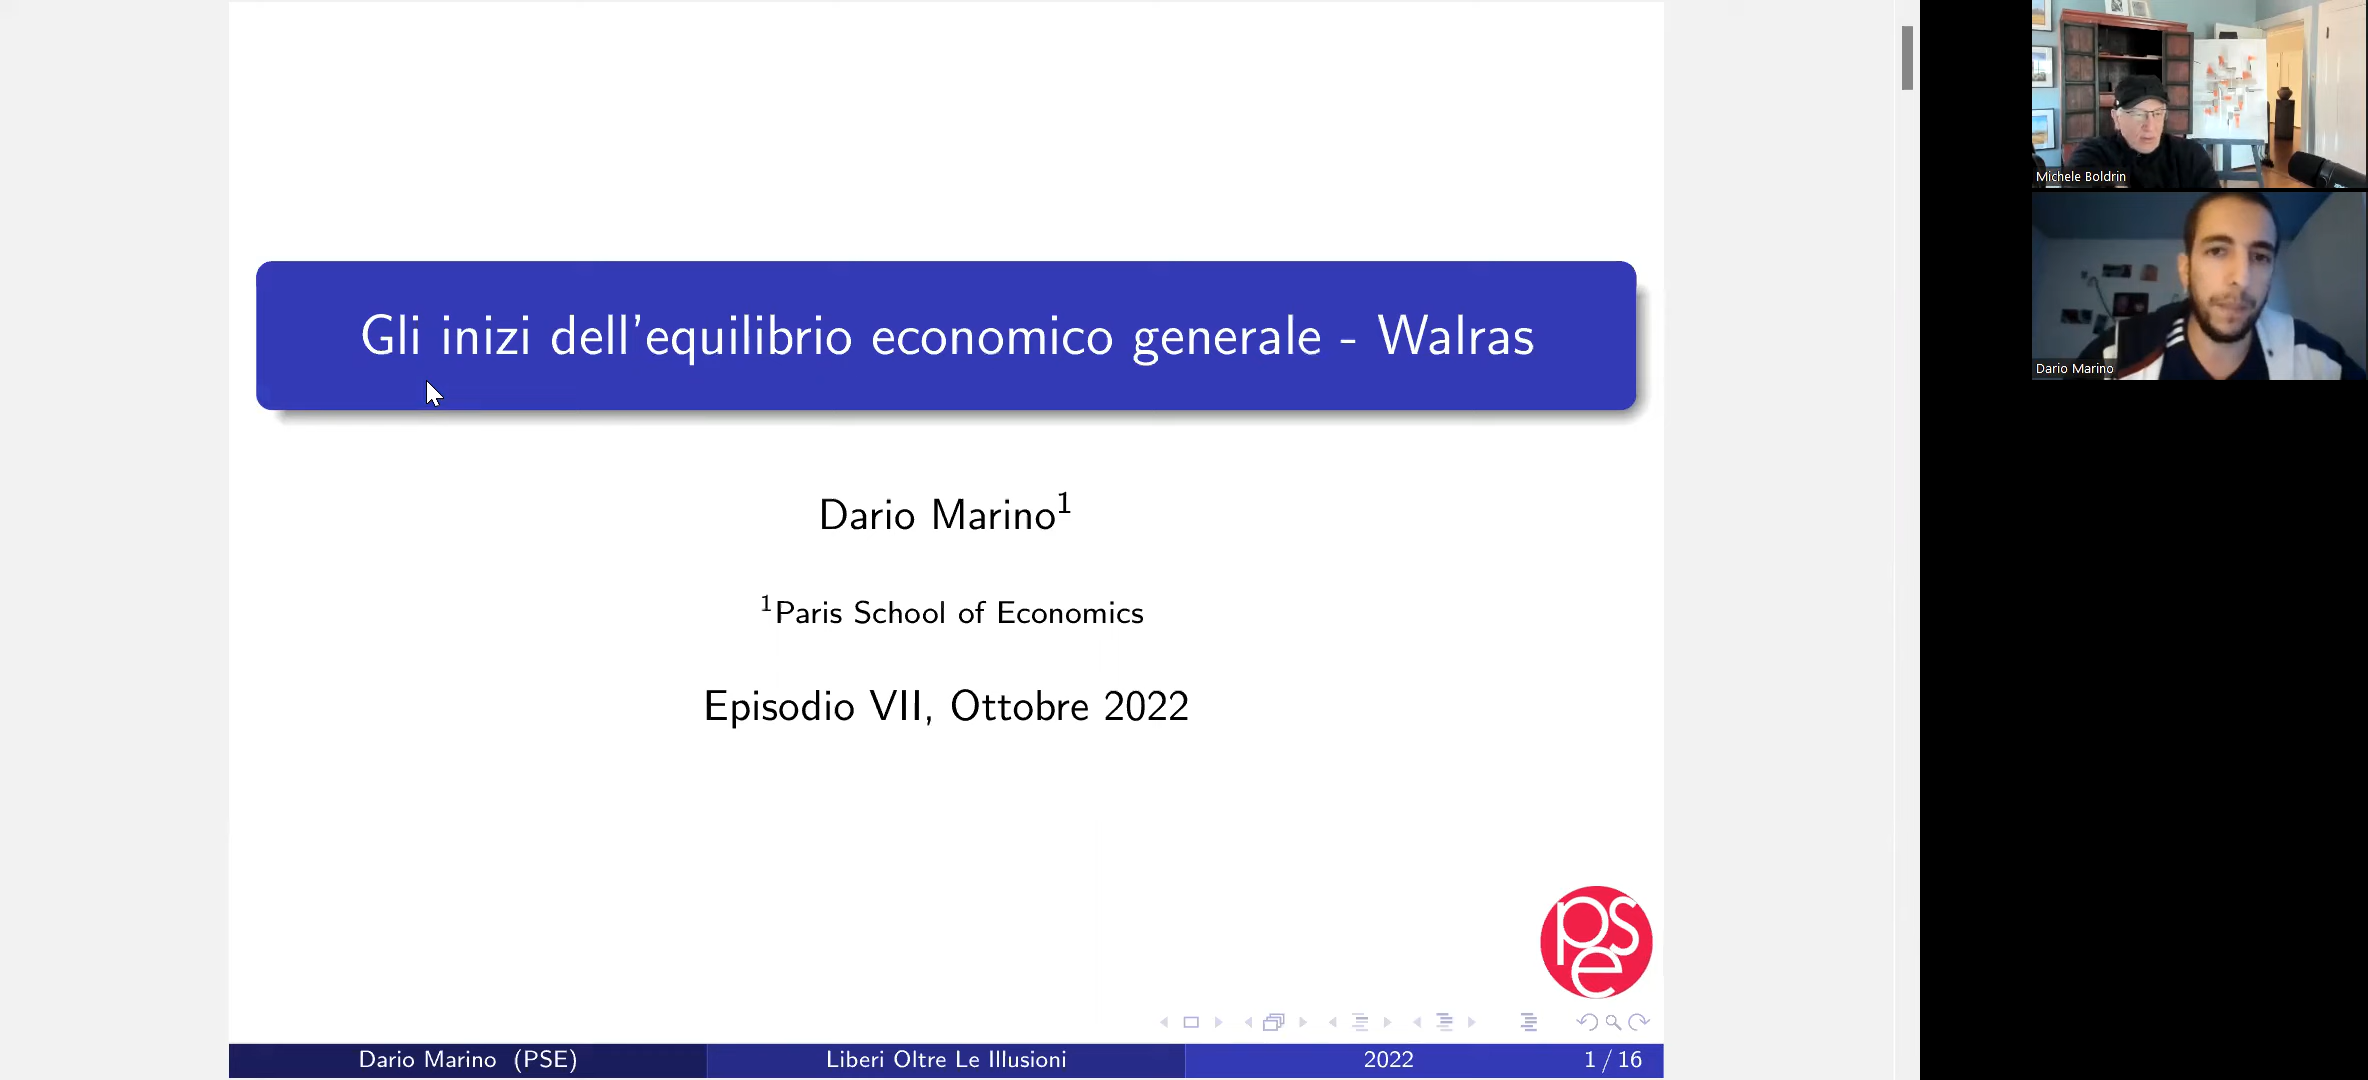 Gli inizi dell'equilibrio economico generale - Walras
Dario Marino¹
¹Paris School of Economics
Episodio VII, Ottobre 2022
pse
Dario Marino (PSE)
Liberi Oltre Le Illusioni
2022
1 / 16
Michele Boldrin
Dario Marino